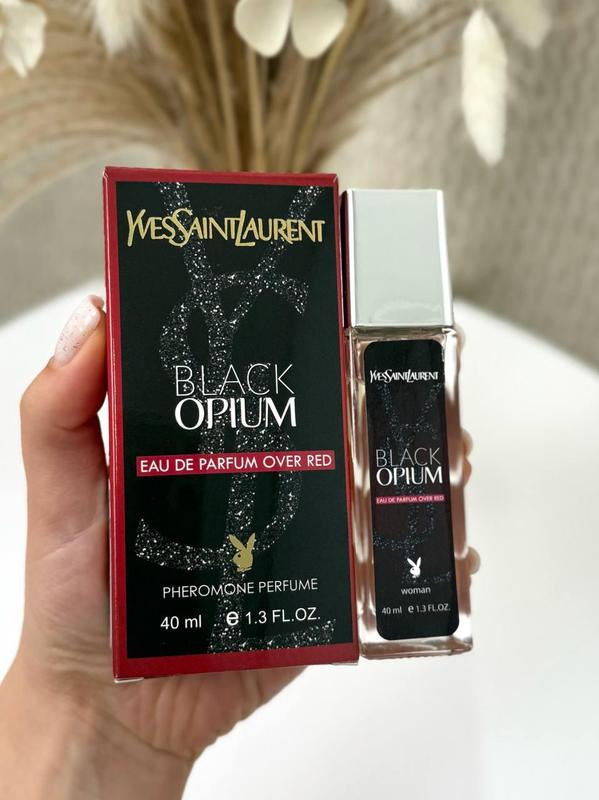 YVESSAINTLAURENT
BLACK
OPIUM
EAU DE PARFUM OVER RED
PHEROMONE PERFUME
40 ml e 1.3 FL.OZ.
YVESSAINTLAURENT
BLACK
OPIUM
EAU DE PARFUM OVER RED
woman
40 ml e 1.3 FL.OZ.